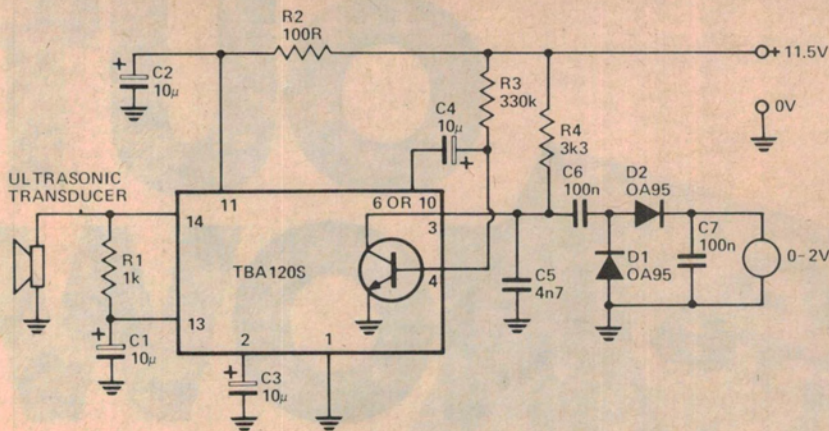 R2
100R
+ 11.5V
+
C2
10µ
R3
330k
0V
C4
10µ
+
R4
3k3
C6
100n
D2
OA95
ULTRASONIC
TRANSDUCER
14
11
6 OR 10
3
C7
100n
0–2V
R1
1k
TBA120S
4
C5
4n7
D1
OA95
13
+
C1
10µ
2
1
+
C3
10µ